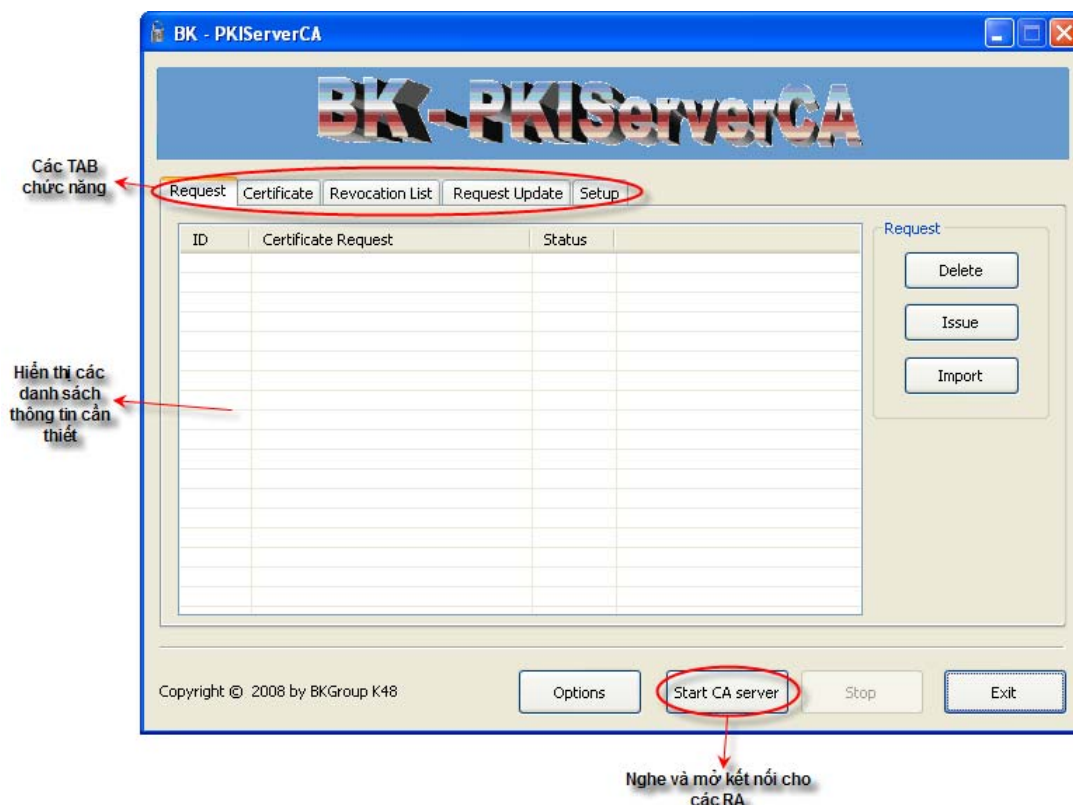 BK - PKIServerCA
BK - PKIServerCA
Các TAB
chức năng
Request Certificate Revocation List Request Update Setup
ID Certificate Request Status
Request
Delete
Issue
Import
Hiển thị các
danh sách
thông tin cần
thiết
Copyright © 2008 by BKGroup K48
Options Start CA server Stop Exit
Nghe và mở kết nối cho
các RA